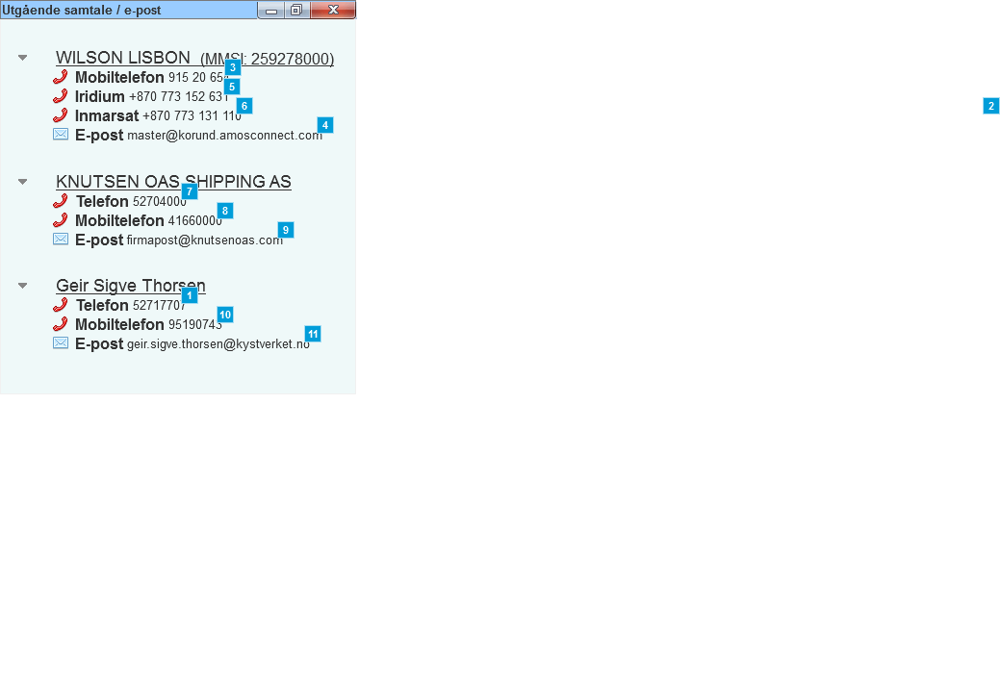 Utgående samtale / e-post
WILSON LISBON (MMSI: 259278000)
3
Mobiltelefon 915 20 65
5
Iridium +870 773 152 631
6
2
Inmarsat +870 773 131 110
4
E-post master@korund.amosconnect.com
KNUTSEN OAS SHIPPING AS
7
Telefon 52704000
8
Mobiltelefon 41660000
9
E-post firmapost@knutsenoas.com
Geir Sigve Thorsen
1
Telefon 52717707
10
Mobiltelefon 95190743
11
E-post geir.sigve.thorsen@kystverket.no